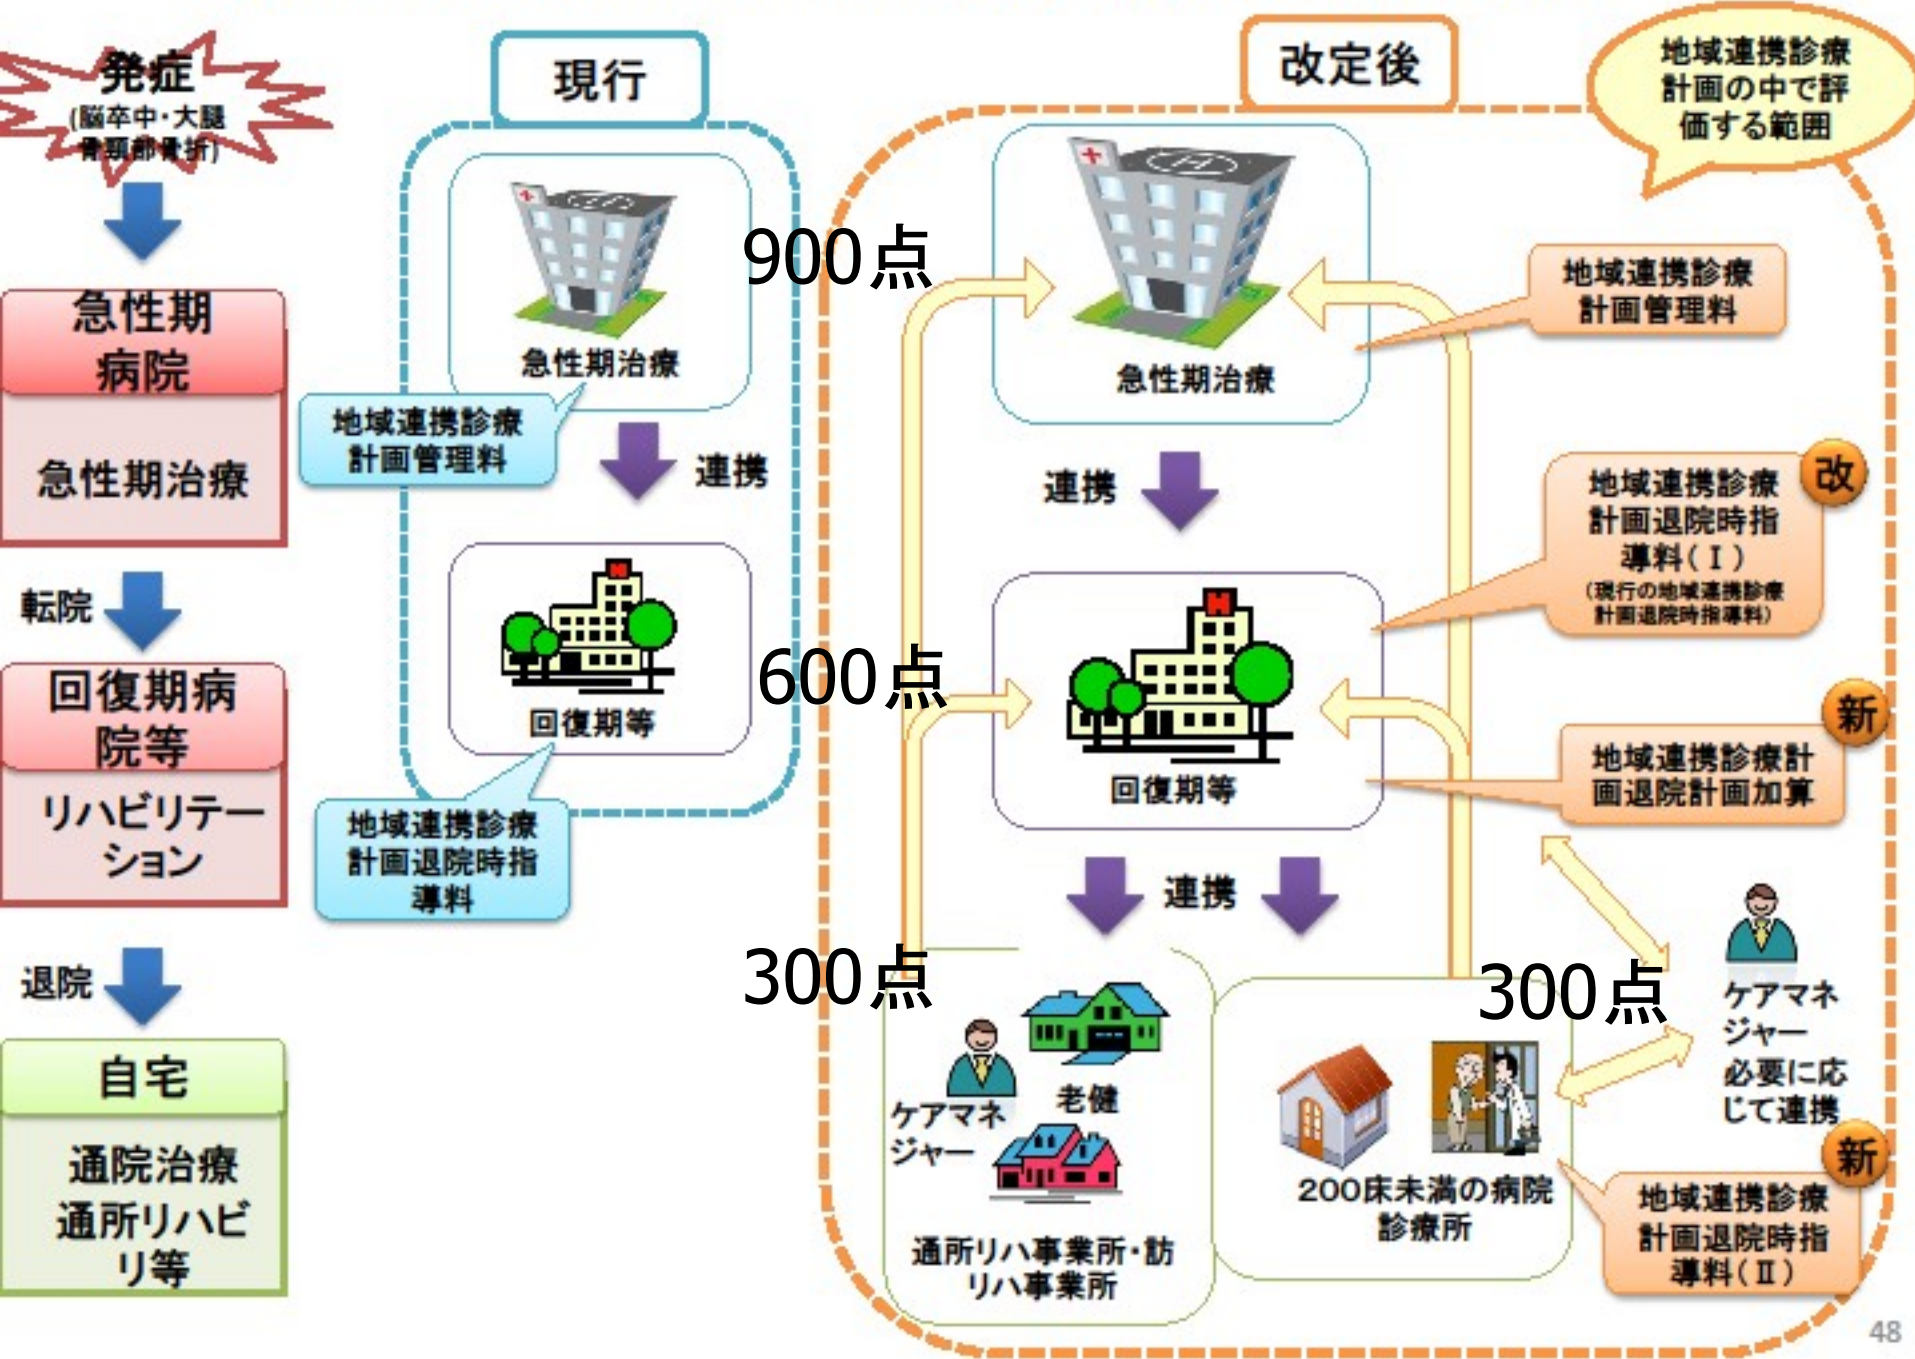 発症
(脳卒中・大腿
骨頸部骨折)
急性期
病院
急性期治療
転院
回復期病
院等
リハビリテー
ション
退院
自宅
通院治療
通所リハビ
リ等
現行
急性期治療
地域連携診療
計画管理料
連携
回復期等
地域連携診療
計画退院時指
導料
900点
600点
300点
改定後
地域連携診療
計画の中で評
価する範囲
急性期治療
地域連携診療
計画管理料
連携
改
地域連携診療
計画退院時指
導料(Ⅰ)
(現行の地域連携診療
計画退院時指導料)
回復期等
新
地域連携診療計
画退院計画加算
連携
300点
ケアマネ
ジャー
老健
通所リハ事業所・訪
リハ事業所
200床未満の病院
診療所
ケアマネ
ジャー
必要に応
じて連携
新
地域連携診療
計画退院時指
導料(Ⅱ)
48